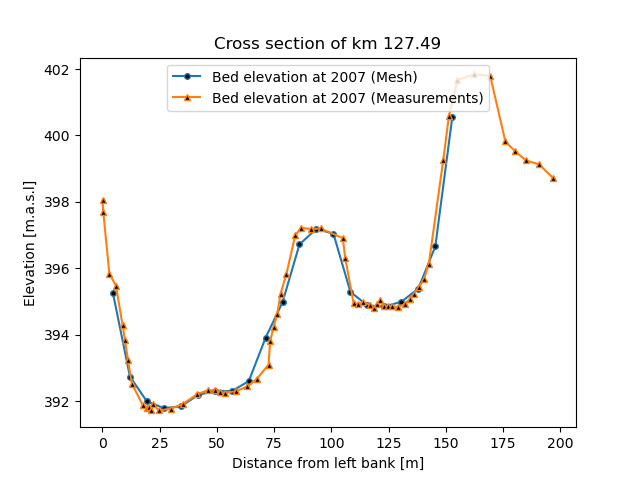 Cross section of km 127.49
Bed elevation at 2007 (Mesh)
Bed elevation at 2007 (Measurements)
Elevation [m.a.s.l]
402
400
398
396
394
392
0 25 50 75 100 125 150 175 200
Distance from left bank [m]